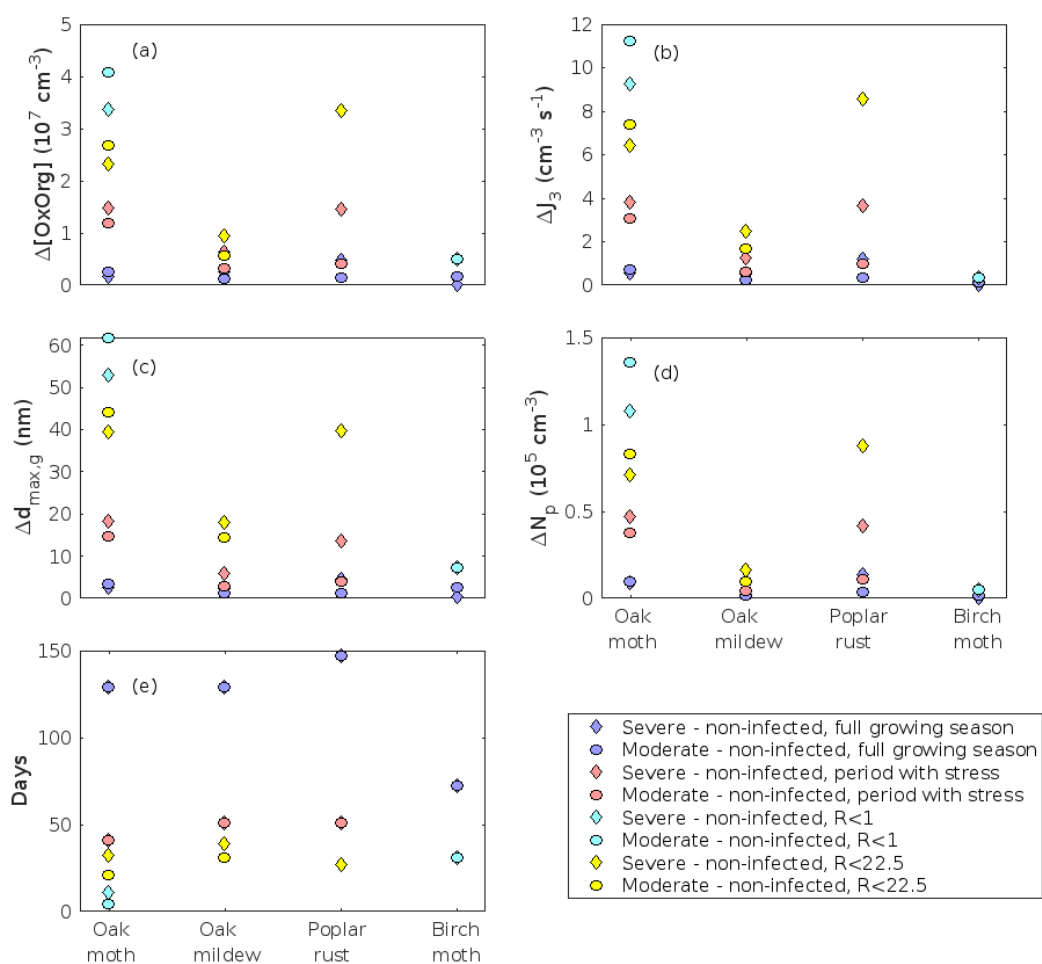 5
4
3
2
1
0
Δ[OxOrg] (10⁷ cm⁻³)
(a)
12
10
8
6
4
2
0
ΔJ₃ (cm⁻³ s⁻¹)
(b)
60
50
40
30
20
10
0
Δd_max,g (nm)
(c)
1.5
1
0.5
0
ΔN_p (10⁵ cm⁻³)
(d)
Oak Oak Poplar Birch
moth mildew rust moth
150
100
50
0
Days
(e)
Oak Oak Poplar Birch
moth mildew rust moth
Severe - non-infected, full growing season
Moderate - non-infected, full growing season
Severe - non-infected, period with stress
Moderate - non-infected, period with stress
Severe - non-infected, R<1
Moderate - non-infected, R<1
Severe - non-infected, R<22.5
Moderate - non-infected, R<22.5